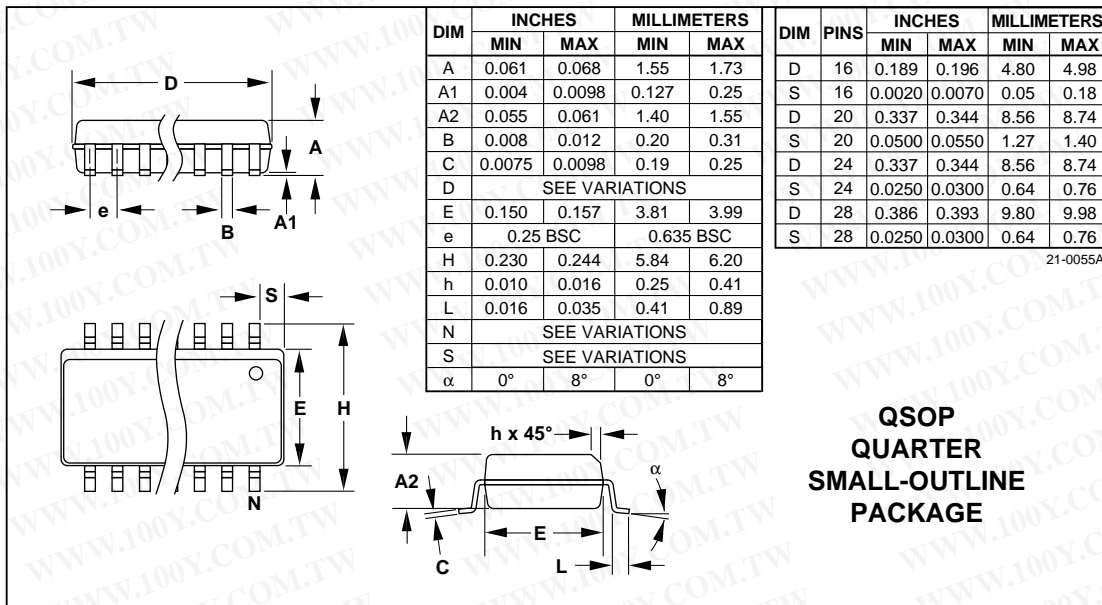 DIM INCHES MILLIMETERS
MIN MAX MIN MAX
A 0.061 0.068 1.55 1.73
A1 0.004 0.0098 0.127 0.25
A2 0.055 0.061 1.40 1.55
B 0.008 0.012 0.20 0.31
C 0.0075 0.0098 0.19 0.25
D SEE VARIATIONS
E 0.150 0.157 3.81 3.99
e 0.25 BSC 0.635 BSC
H 0.230 0.244 5.84 6.20
h 0.010 0.016 0.25 0.41
L 0.016 0.035 0.41 0.89
N SEE VARIATIONS
S SEE VARIATIONS
α 0° 8° 0° 8°
DIM PINS INCHES MILLIMETERS
MIN MAX MIN MAX
D 16 0.189 0.196 4.80 4.98
S 16 0.0020 0.0070 0.05 0.18
D 20 0.337 0.344 8.56 8.74
S 20 0.0500 0.0550 1.27 1.40
D 24 0.337 0.344 8.56 8.74
S 24 0.0250 0.0300 0.64 0.76
D 28 0.386 0.393 9.80 9.98
S 28 0.0250 0.0300 0.64 0.76
21-0055A
D
A
e
B
A1
S
E
H
N
h x 45°
A2
α
E
C
L
QSOP
QUARTER
SMALL-OUTLINE
PACKAGE
WWW.100Y.COM.TW